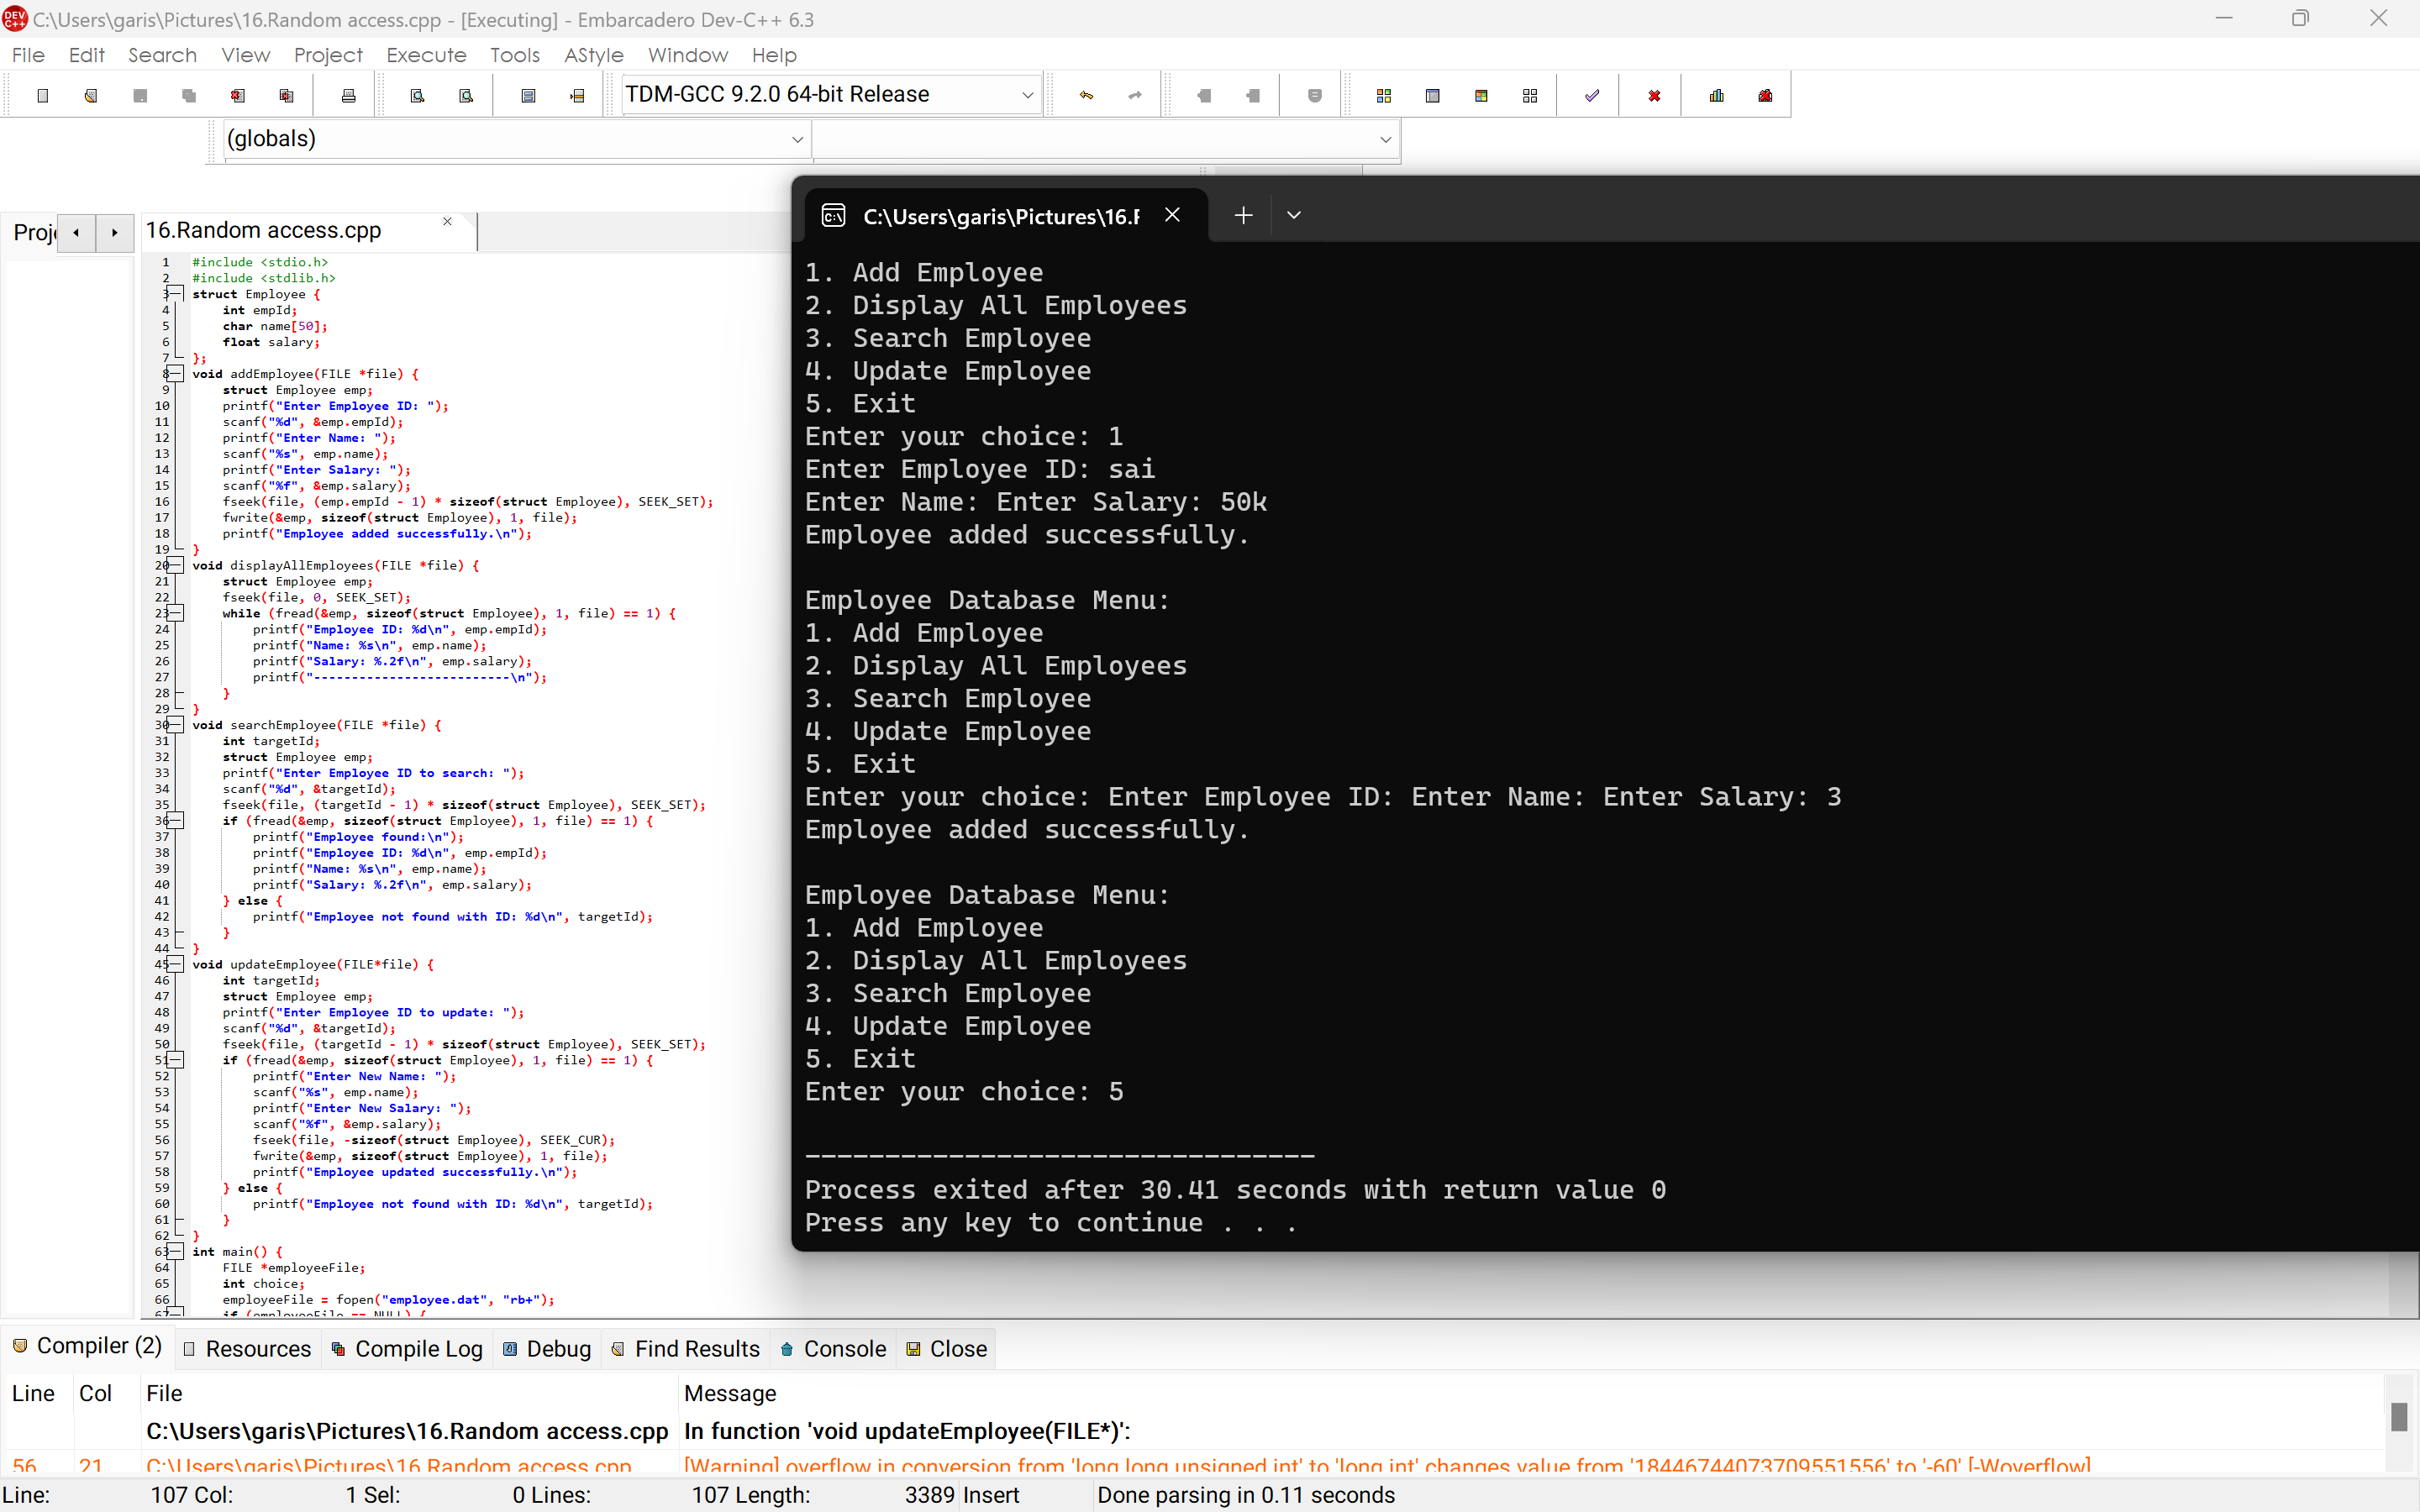 C:\Users\garis\Pictures\16.Random access.cpp - [Executing] - Embarcadero Dev-C++ 6.3
File Edit Search View Project Execute Tools AStyle Window Help
TDM-GCC 9.2.0 64-bit Release
(globals)
Proj
16.Random access.cpp
1 #include <stdio.h>
2 #include <stdlib.h>
3 struct Employee {
4 int empId;
5 char name[50];
6 float salary;
7 };
8 void addEmployee(FILE *file) {
9 struct Employee emp;
10 printf("Enter Employee ID: ");
11 scanf("%d", &emp.empId);
12 printf("Enter Name: ");
13 scanf("%s", emp.name);
14 printf("Enter Salary: ");
15 scanf("%f", &emp.salary);
16 fseek(file, (emp.empId - 1) * sizeof(struct Employee), SEEK_SET);
17 fwrite(&emp, sizeof(struct Employee), 1, file);
18 printf("Employee added successfully.\n");
19 }
20 void displayAllEmployees(FILE *file) {
21 struct Employee emp;
22 fseek(file, 0, SEEK_SET);
23 while (fread(&emp, sizeof(struct Employee), 1, file) == 1) {
24 printf("Employee ID: %d\n", emp.empId);
25 printf("Name: %s\n", emp.name);
26 printf("Salary: %.2f\n", emp.salary);
27 printf("--------------------------\n");
28 }
29 }
30 void searchEmployee(FILE *file) {
31 int targetId;
32 struct Employee emp;
33 printf("Enter Employee ID to search: ");
34 scanf("%d", &targetId);
35 fseek(file, (targetId - 1) * sizeof(struct Employee), SEEK_SET);
36 if (fread(&emp, sizeof(struct Employee), 1, file) == 1) {
37 printf("Employee found:\n");
38 printf("Employee ID: %d\n", emp.empId);
39 printf("Name: %s\n", emp.name);
40 printf("Salary: %.2f\n", emp.salary);
41 } else {
42 printf("Employee not found with ID: %d\n", targetId);
43 }
44 }
45 void updateEmployee(FILE*file) {
46 int targetId;
47 struct Employee emp;
48 printf("Enter Employee ID to update: ");
49 scanf("%d", &targetId);
50 fseek(file, (targetId - 1) * sizeof(struct Employee), SEEK_SET);
51 if (fread(&emp, sizeof(struct Employee), 1, file) == 1) {
52 printf("Enter New Name: ");
53 scanf("%s", emp.name);
54 printf("Enter New Salary: ");
55 scanf("%f", &emp.salary);
56 fseek(file, -sizeof(struct Employee), SEEK_CUR);
57 fwrite(&emp, sizeof(struct Employee), 1, file);
58 printf("Employee updated successfully.\n");
59 } else {
60 printf("Employee not found with ID: %d\n", targetId);
61 }
62 }
63 int main() {
64 FILE *employeeFile;
65 int choice;
66 employeeFile = fopen("employee.dat", "rb+");
67 if (employeeFile == NULL) {
C:\Users\garis\Pictures\16.F
1. Add Employee
2. Display All Employees
3. Search Employee
4. Update Employee
5. Exit
Enter your choice: 1
Enter Employee ID: sai
Enter Name: Enter Salary: 50k
Employee added successfully.
Employee Database Menu:
1. Add Employee
2. Display All Employees
3. Search Employee
4. Update Employee
5. Exit
Enter your choice: Enter Employee ID: Enter Name: Enter Salary: 3
Employee added successfully.
Employee Database Menu:
1. Add Employee
2. Display All Employees
3. Search Employee
4. Update Employee
5. Exit
Enter your choice: 5
--------------------------------
Process exited after 30.41 seconds with return value 0
Press any key to continue . . .
Compiler (2) Resources Compile Log Debug Find Results Console Close
Line Col File Message
C:\Users\garis\Pictures\16.Random access.cpp In function 'void updateEmployee(FILE*)':
56 21 C:\Users\garis\Pictures\16.Random access.cpp [Warning] overflow in conversion from 'long long unsigned int' to 'long int' changes value from '18446744073709551556' to '-60' [-Woverflow]
Line: 107 Col: 1 Sel: 0 Lines: 107 Length: 3389 Insert Done parsing in 0.11 seconds